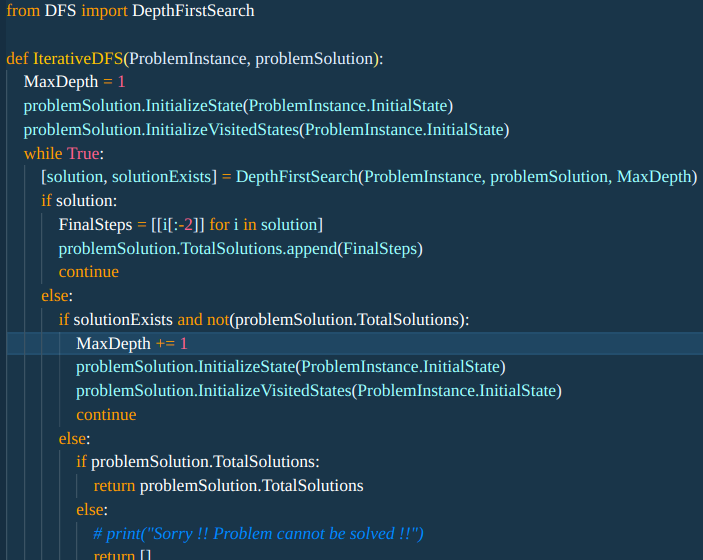 from DFS import DepthFirstSearch
def IterativeDFS(ProblemInstance, problemSolution):
MaxDepth = 1
problemSolution.InitializeState(ProblemInstance.InitialState)
problemSolution.InitializeVisitedStates(ProblemInstance.InitialState)
while True:
[solution, solutionExists] = DepthFirstSearch(ProblemInstance, problemSolution, MaxDepth)
if solution:
FinalSteps = [[i[:-2]] for i in solution]
problemSolution.TotalSolutions.append(FinalSteps)
continue
else:
if solutionExists and not(problemSolution.TotalSolutions):
MaxDepth += 1
problemSolution.InitializeState(ProblemInstance.InitialState)
problemSolution.InitializeVisitedStates(ProblemInstance.InitialState)
continue
else:
if problemSolution.TotalSolutions:
return problemSolution.TotalSolutions
else:
# print("Sorry !! Problem cannot be solved !!")
return []